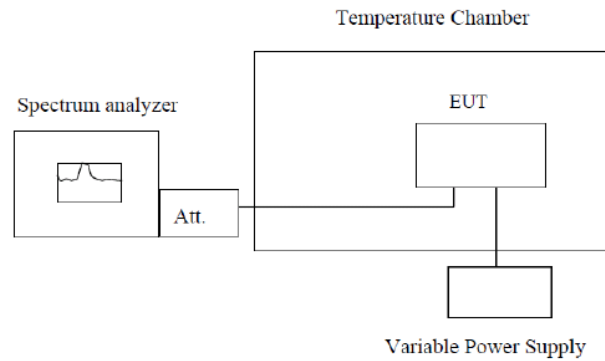 Temperature Chamber
Spectrum analyzer
EUT
Att.
Variable Power Supply